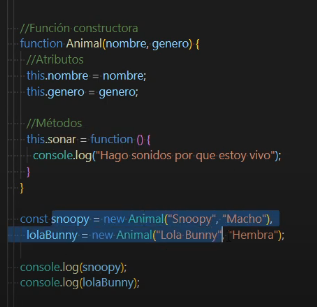 //Función constructora
function Animal(nombre, genero) {
//Atributos
this.nombre = nombre;
this.genero = genero;
//Métodos
this.sonar = function () {
console.log("Hago sonidos por que estoy vivo");
}
}
const snoopy = new Animal("Snoopy", "Macho"),
lolaBunny = new Animal("Lola Bunny", "Hembra");
console.log(snoopy);
console.log(lolaBunny);